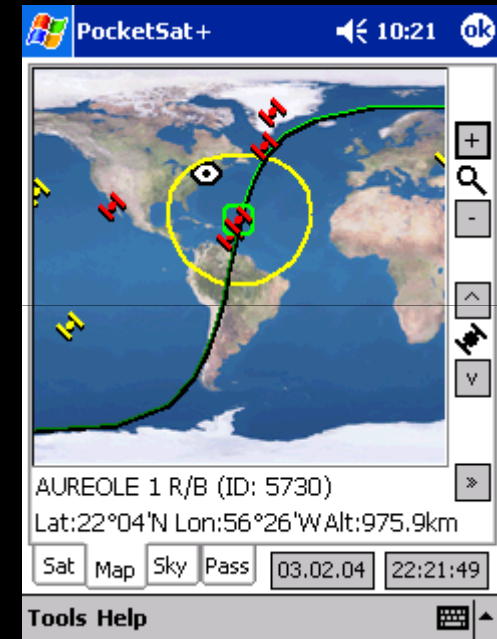 PocketSat+ 10:21 ok
+
-
^
v
AUREOLE 1 R/B (ID: 5730)
»
Lat:22°04'N Lon:56°26'W Alt:975.9km
Sat Map Sky Pass 03.02.04 22:21:49
Tools Help